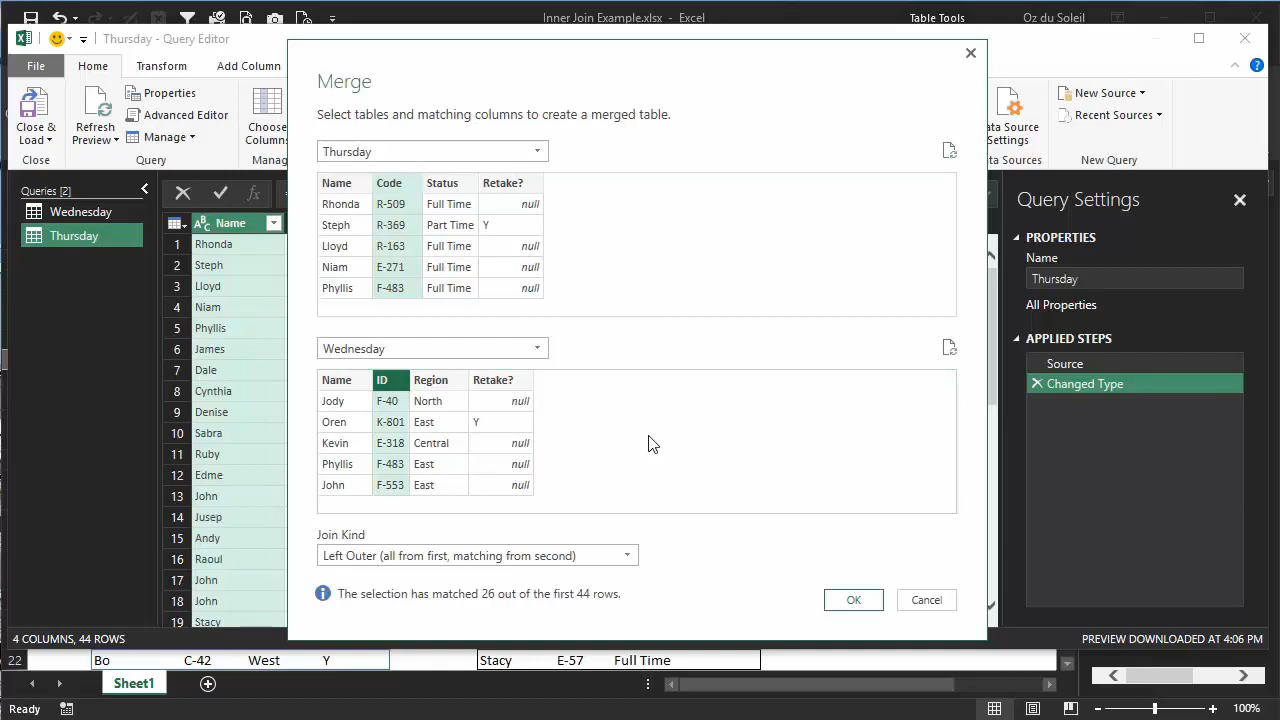 Inner Join Example.xlsx - Excel
Table Tools
Oz du Soleil
Thursday - Query Editor
File
Home
Transform
Add Column
Close & Load
Refresh Preview
Properties
Advanced Editor
Manage
Choose Columns
Close
Query
Manag
ata Source
Settings
ata Sources
New Source
Recent Sources
New Query
Queries [2]
Wednesday
Thursday
Name
1 Rhonda
2 Steph
3 Lloyd
4 Niam
5 Phyllis
6 James
7 Dale
8 Cynthia
9 Denise
10 Sabra
11 Ruby
12 Edme
13 John
14 Jusep
15 Andy
16 Raoul
17 John
18 John
19 Stacy
Merge
Select tables and matching columns to create a merged table.
Thursday
Name Code Status Retake?
Rhonda R-509 Full Time null
Steph R-369 Part Time Y
Lloyd R-163 Full Time null
Niam E-271 Full Time null
Phyllis F-483 Full Time null
Wednesday
Name ID Region Retake?
Jody F-40 North null
Oren K-801 East Y
Kevin E-318 Central null
Phyllis F-483 East null
John F-553 East null
Join Kind
Left Outer (all from first, matching from second)
The selection has matched 26 out of the first 44 rows.
OK
Cancel
Query Settings
PROPERTIES
Name
Thursday
All Properties
APPLIED STEPS
Source
Changed Type
4 COLUMNS, 44 ROWS
PREVIEW DOWNLOADED AT 4:06 PM
22 Bo C-42 West Y Stacy E-57 Full Time
Sheet1
Ready
100%